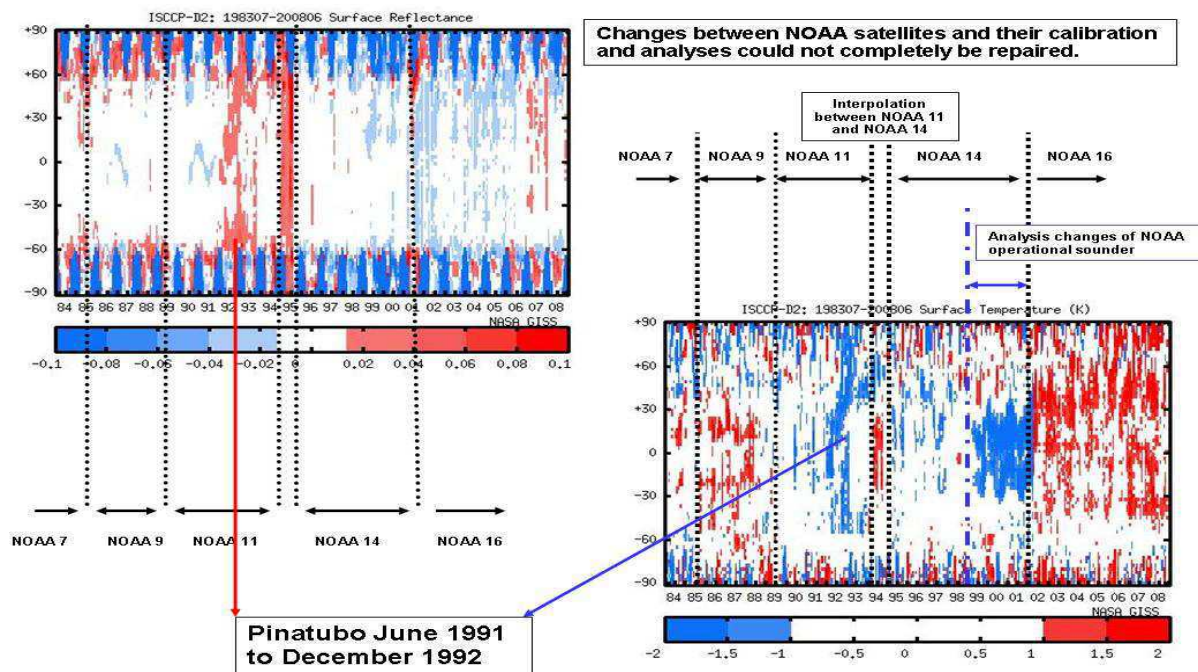 ISCCP-D2: 198307-200806 Surface Reflectance
+90
+60
+30
0
-30
-60
-90
84 85 86 87 88 89 90 91 92 93 94 95 96 97 98 99 00 01 02 03 04 05 06 07 08
NASA GISS
-0.1 -0.08 -0.06 -0.04 -0.02 0 0.02 0.04 0.06 0.08 0.1
NOAA 7 NOAA 9 NOAA 11 NOAA 14 NOAA 16
Pinatubo June 1991
to December 1992
Changes between NOAA satellites and their calibration
and analyses could not completely be repaired.
Interpolation
between NOAA 11
and NOAA 14
NOAA 7 NOAA 9 NOAA 11 NOAA 14 NOAA 16
Analysis changes of NOAA
operational sounder
ISCCP-D2: 198307-200806 Surface Temperature (K)
+90
+60
+30
0
-30
-60
-90
84 85 86 87 88 89 90 91 92 93 94 95 96 97 98 99 00 01 02 03 04 05 06 07 08
NASA GISS
-2 -1.5 -1 -0.5 0 0.5 1 1.5 2